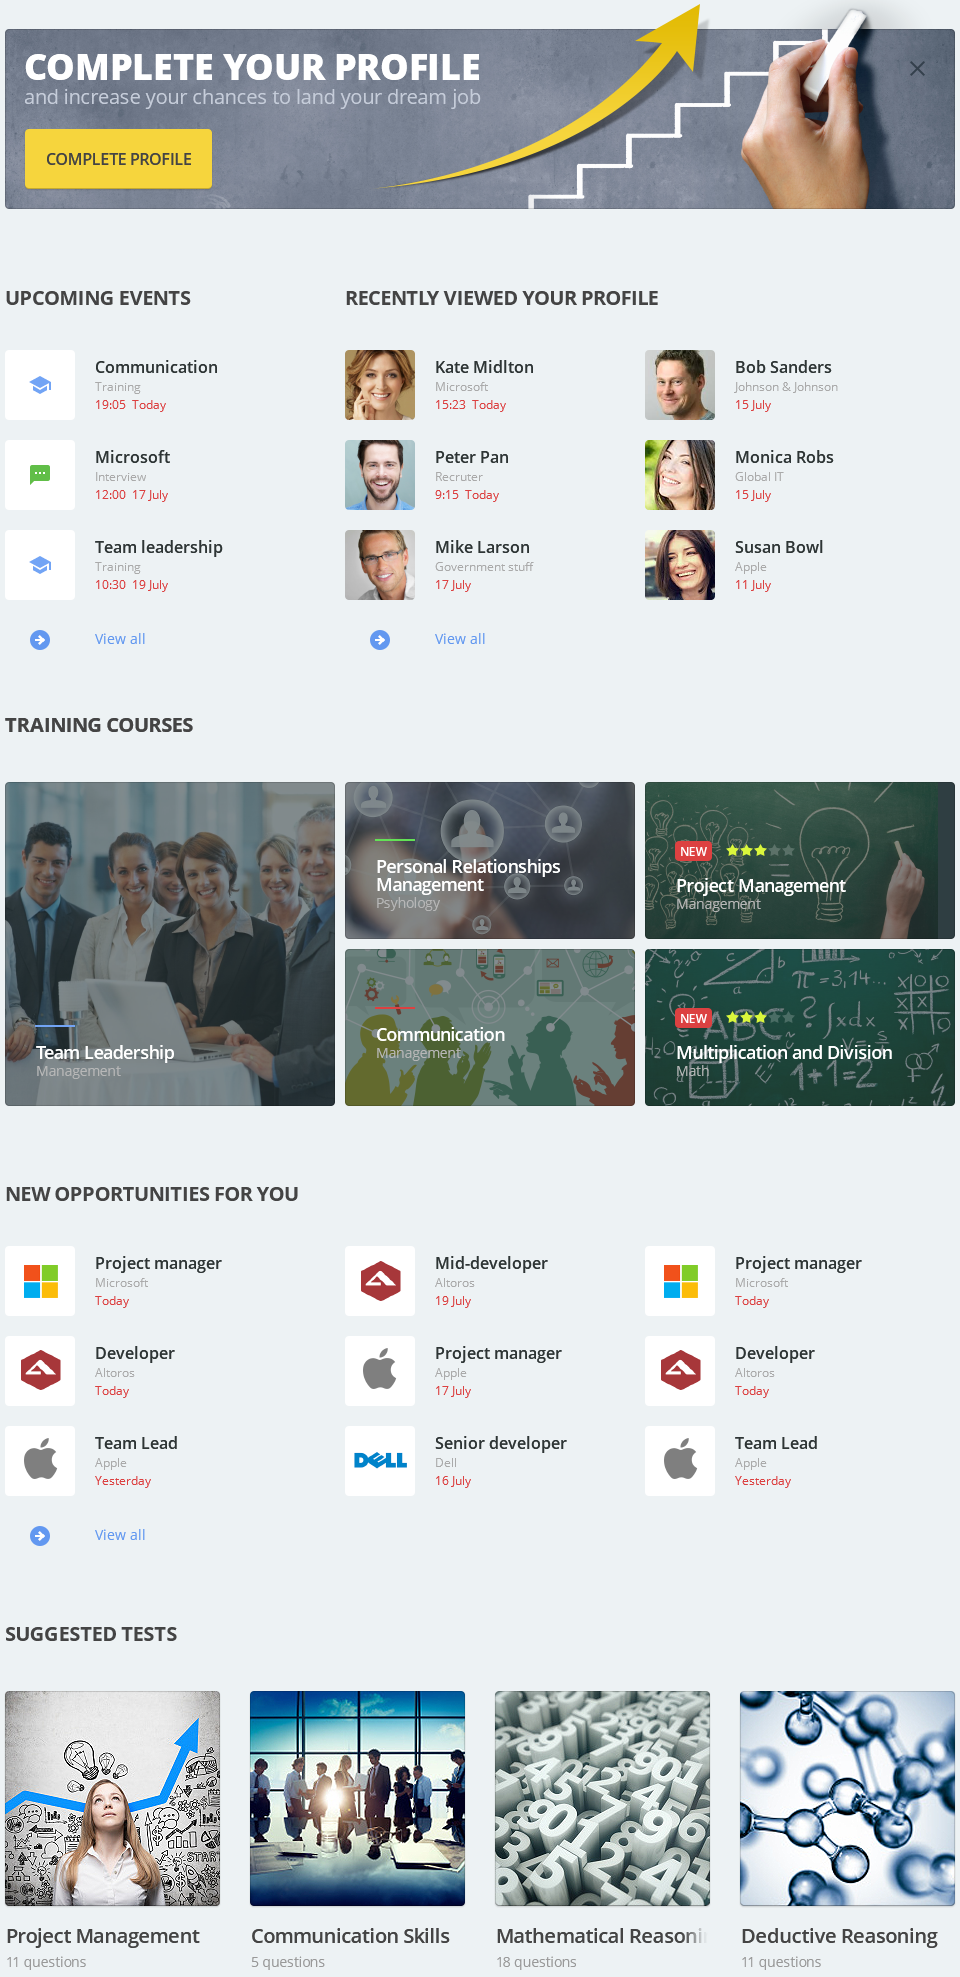 COMPLETE YOUR PROFILE
and increase your chances to land your dream job
COMPLETE PROFILE
UPCOMING EVENTS
Communication
Training
19:05 Today
Microsoft
Interview
12:00 17 July
Team leadership
Training
10:30 19 July
View all
RECENTLY VIEWED YOUR PROFILE
Kate Midlton
Microsoft
15:23 Today
Peter Pan
Recruter
9:15 Today
Mike Larson
Government stuff
17 July
View all
Bob Sanders
Johnson & Johnson
15 July
Monica Robs
Global IT
15 July
Susan Bowl
Apple
11 July
TRAINING COURSES
Team Leadership
Management
Personal Relationships
Management
Psyhology
Communication
Management
NEW
Project Management
Management
π=3,14...
NEW
∫xdx
Multiplication and Division
Math
1+1=2
NEW OPPORTUNITIES FOR YOU
Project manager
Microsoft
Today
Developer
Altoros
Today
Team Lead
Apple
Yesterday
View all
Mid-developer
Altoros
19 July
Project manager
Apple
17 July
DELL
Senior developer
Dell
16 July
Project manager
Microsoft
Today
Developer
Altoros
Today
Team Lead
Apple
Yesterday
SUGGESTED TESTS
START
Project Management
11 questions
Communication Skills
5 questions
Mathematical Reasoni
18 questions
Deductive Reasoning
11 questions